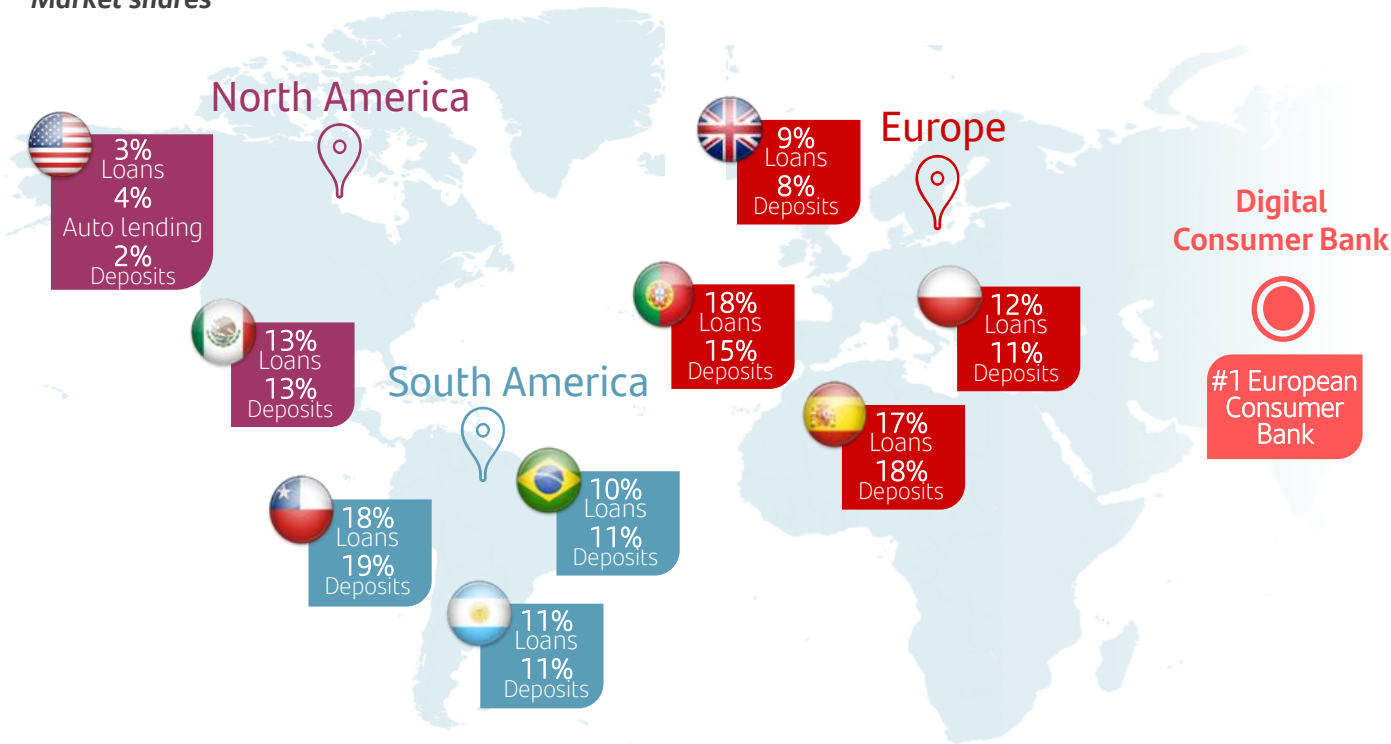 Market shares
North America
3%
Loans
4%
Auto lending
2%
Deposits
13%
Loans
13%
Deposits
South America
18%
Loans
19%
Deposits
10%
Loans
11%
Deposits
11%
Loans
11%
Deposits
Europe
9%
Loans
8%
Deposits
18%
Loans
15%
Deposits
12%
Loans
11%
Deposits
17%
Loans
18%
Deposits
Digital
Consumer Bank
#1 European
Consumer
Bank